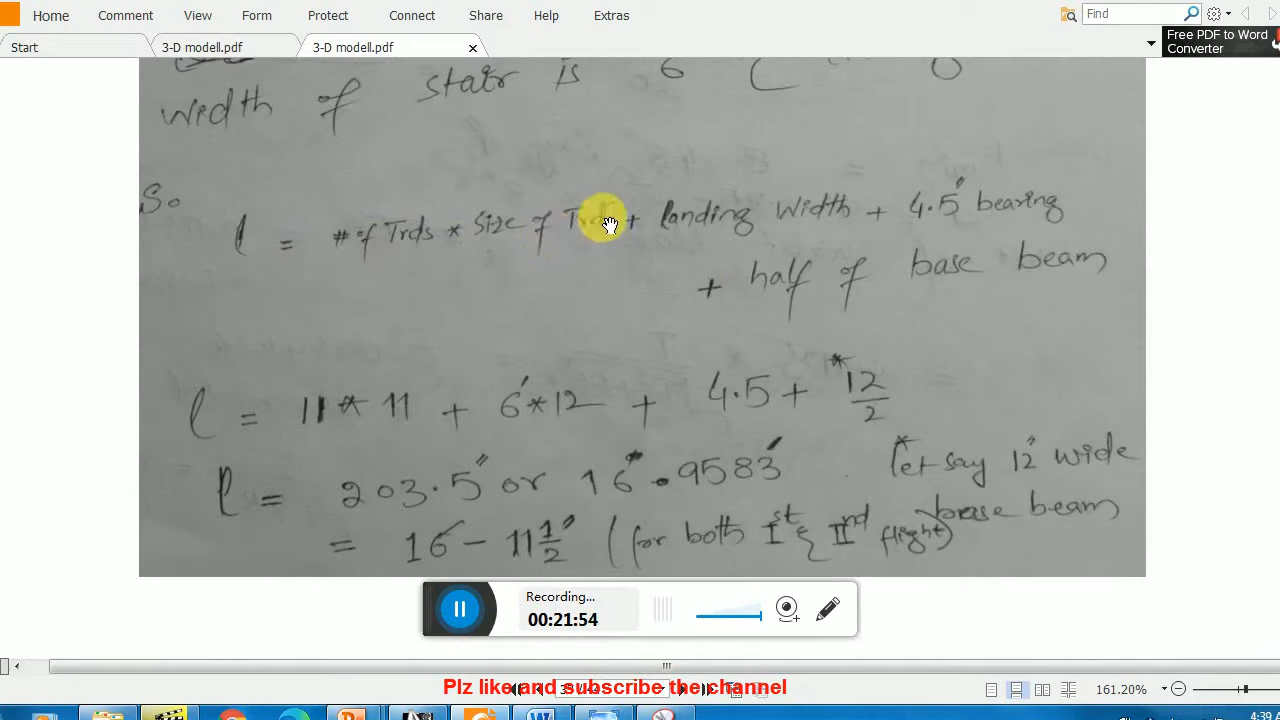 Home Comment View Form Protect Connect Share Help Extras Find
Start 3-D modell.pdf 3-D modell.pdf × Free PDF to Word Converter
width of stair is 6
So
l = # of Trds * Size of + landing width + 4.5" bearing
+ half of base beam
l = 11 * 11 + 6' * 12 + 4.5 + *12/2
l = 203.5" or 16.9583' *let say 12" wide
base beam
= 16 - 11 1/2" (for both Ist & IInd flight)
Recording...
00:21:54
Plz like and subscribe the channel
161.20%